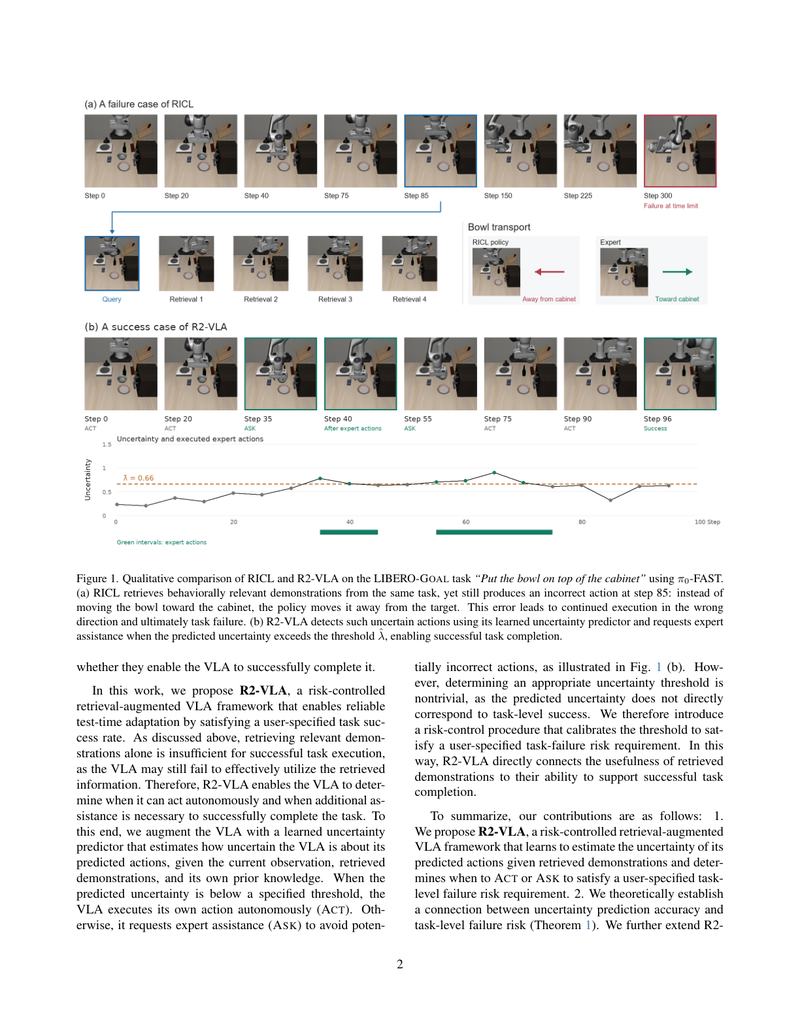 (a) A failure case of RICL
Step 0 Step 20 Step 40 Step 75 Step 85 Step 150 Step 225 Step 300
Failure at time limit
Query Retrieval 1 Retrieval 2 Retrieval 3 Retrieval 4
Bowl transport
RICL policy Expert
Away from cabinet Toward cabinet
(b) A success case of R2-VLA
Step 0 Step 20 Step 35 Step 40 Step 55 Step 75 Step 90 Step 96
ACT ACT ASK After expert actions ASK ACT ACT Success
Uncertainty and executed expert actions
Uncertainty
1.5
1
0.5
0
λ = 0.66
0 20 40 60 80 100 Step
Green intervals: expert actions
Figure 1. Qualitative comparison of RICL and R2-VLA on the LIBERO-GOAL task “Put the bowl on top of the cabinet” using π₀-FAST.
(a) RICL retrieves behaviorally relevant demonstrations from the same task, yet still produces an incorrect action at step 85: instead of
moving the bowl toward the cabinet, the policy moves it away from the target. This error leads to continued execution in the wrong
direction and ultimately task failure. (b) R2-VLA detects such uncertain actions using its learned uncertainty predictor and requests expert
assistance when the predicted uncertainty exceeds the threshold λ̂, enabling successful task completion.
whether they enable the VLA to successfully complete it.
In this work, we propose R2-VLA, a risk-controlled
retrieval-augmented VLA framework that enables reliable
test-time adaptation by satisfying a user-specified task suc-
cess rate. As discussed above, retrieving relevant demon-
strations alone is insufficient for successful task execution,
as the VLA may still fail to effectively utilize the retrieved
information. Therefore, R2-VLA enables the VLA to deter-
mine when it can act autonomously and when additional as-
sistance is necessary to successfully complete the task. To
this end, we augment the VLA with a learned uncertainty
predictor that estimates how uncertain the VLA is about its
predicted actions, given the current observation, retrieved
demonstrations, and its own prior knowledge. When the
predicted uncertainty is below a specified threshold, the
VLA executes its own action autonomously (ACT). Oth-
erwise, it requests expert assistance (ASK) to avoid poten-
tially incorrect actions, as illustrated in Fig. 1 (b). How-
ever, determining an appropriate uncertainty threshold is
nontrivial, as the predicted uncertainty does not directly
correspond to task-level success. We therefore introduce
a risk-control procedure that calibrates the threshold to sat-
isfy a user-specified task-failure risk requirement. In this
way, R2-VLA directly connects the usefulness of retrieved
demonstrations to their ability to support successful task
completion.
To summarize, our contributions are as follows: 1.
We propose R2-VLA, a risk-controlled retrieval-augmented
VLA framework that learns to estimate the uncertainty of its
predicted actions given retrieved demonstrations and deter-
mines when to ACT or ASK to satisfy a user-specified task-
level failure risk requirement. 2. We theoretically establish
a connection between uncertainty prediction accuracy and
task-level failure risk (Theorem 1). We further extend R2-
2